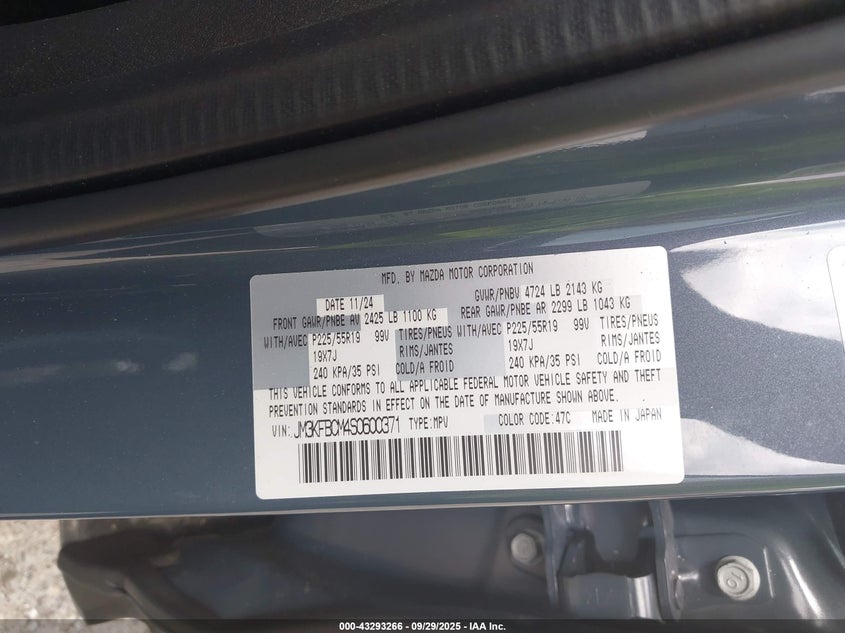 MFD. BY MAZDA MOTOR CORPORATION
DATE 11/24 GVWR/PNBV 4724 LB 2143 KG
FRONT GAWR/PNBE AV 2425 LB 1100 KG REAR GAWR/PNBE AR 2299 LB 1043 KG
WITH/AVEC P225/55R19 99V TIRES/PNEUS WITH/AVEC P225/55R19 99V TIRES/PNEUS
19X7J RIMS/JANTES 19X7J RIMS/JANTES
240 KPA/35 PSI COLD/A FROID 240 KPA/35 PSI COLD/A FROID
THIS VEHICLE CONFORMS TO ALL APPLICABLE FEDERAL MOTOR VEHICLE SAFETY AND THEFT
PREVENTION STANDARDS IN EFFECT ON THE DATE OF MANUFACTURE SHOWN ABOVE.
VIN: JM3KFBCM4S0600371 TYPE:MPV COLOR CODE:47C MADE IN JAPAN
10
000-43293266 - 09/29/2025 - IAA Inc.